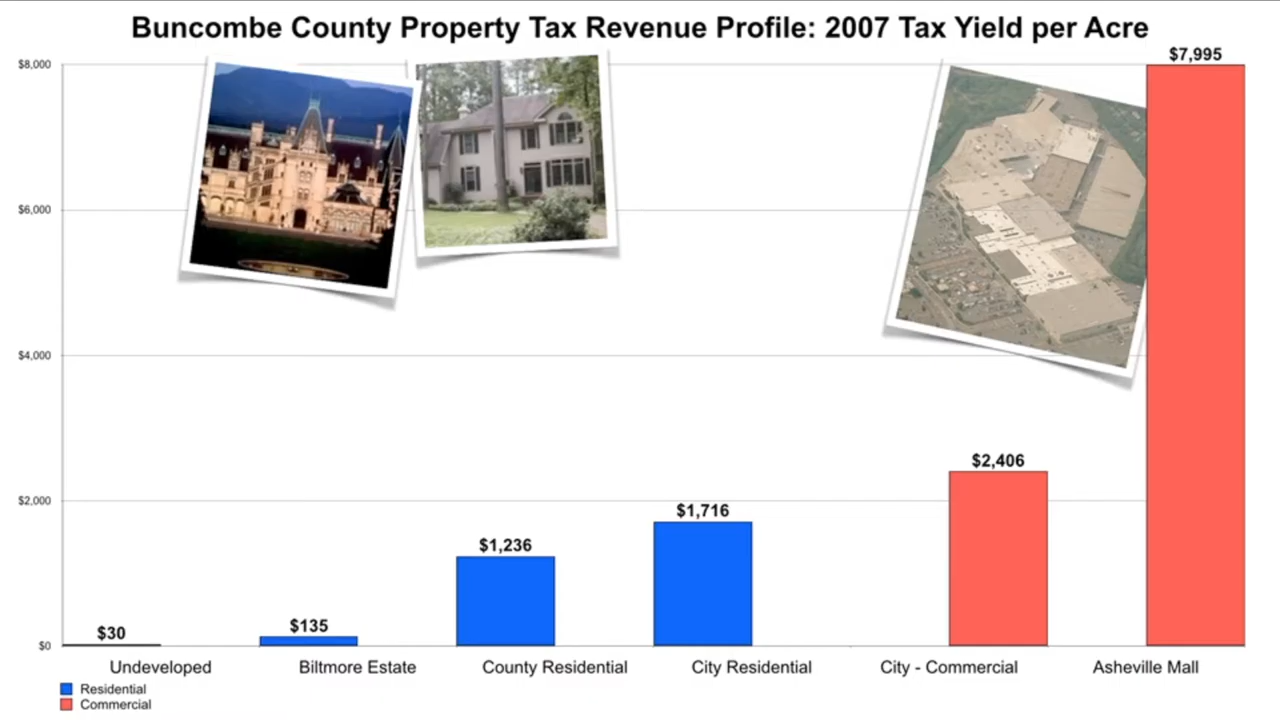 Buncombe County Property Tax Revenue Profile: 2007 Tax Yield per Acre
$8,000
$6,000
$4,000
$2,000
$0
$30
$135
$1,236
$1,716
$2,406
$7,995
Undeveloped
Biltmore Estate
County Residential
City Residential
City - Commercial
Asheville Mall
Residential
Commercial